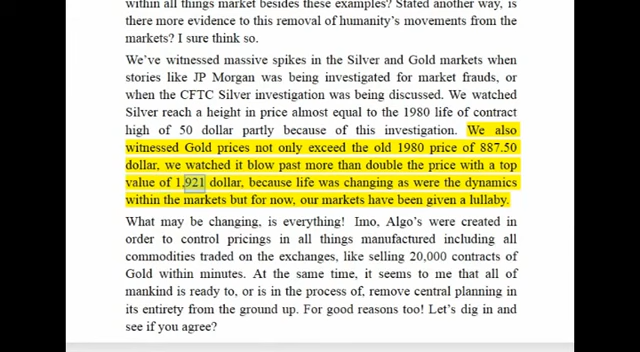 within all things market besides these examples? Stated another way, is
there more evidence to this removal of humanity's movements from the
markets? I sure think so.
We've witnessed massive spikes in the Silver and Gold markets when
stories like JP Morgan was being investigated for market frauds, or
when the CFTC Silver investigation was being discussed. We watched
Silver reach a height in price almost equal to the 1980 life of contract
high of 50 dollar partly because of this investigation. We also
witnessed Gold prices not only exceed the old 1980 price of 887.50
dollar, we watched it blow past more than double the price with a top
value of 1,921 dollar, because life was changing as were the dynamics
within the markets but for now, our markets have been given a lullaby.
What may be changing, is everything! Imo, Algo's were created in
order to control pricings in all things manufactured including all
commodities traded on the exchanges, like selling 20,000 contracts of
Gold within minutes. At the same time, it seems to me that all of
mankind is ready to, or is in the process of, remove central planning in
its entirety from the ground up. For good reasons too! Let's dig in and
see if you agree?